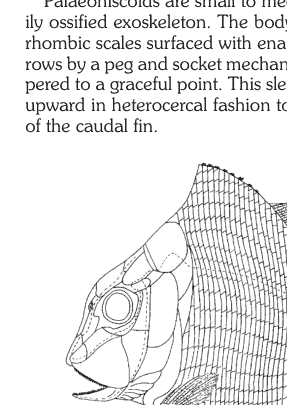 Palaeoniscoids are small to me
ily ossified exoskeleton. The body
rhombic scales surfaced with ena
rows by a peg and socket mechan
pered to a graceful point. This sle
upward in heterocercal fashion to
of the caudal fin.